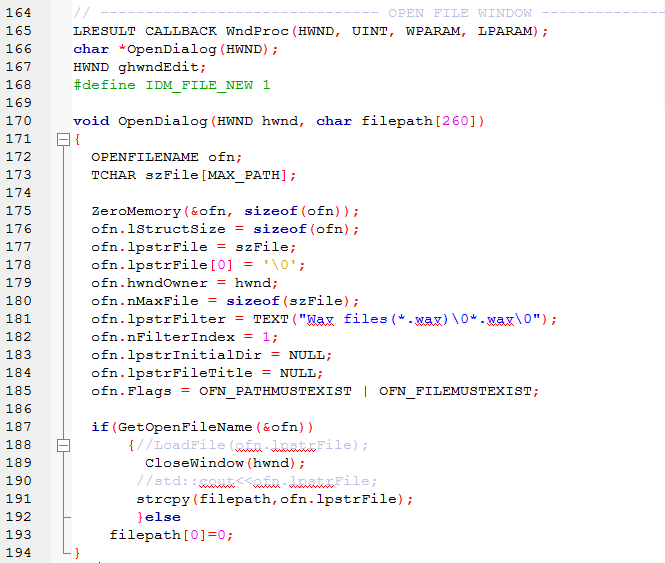 164 // ------------------------------- OPEN FILE WINDOW --------------
165 LRESULT CALLBACK WndProc(HWND, UINT, WPARAM, LPARAM);
166 char *OpenDialog(HWND);
167 HWND ghwndEdit;
168 #define IDM_FILE_NEW 1
169
170 void OpenDialog(HWND hwnd, char filepath[260])
171 {
172 OPENFILENAME ofn;
173 TCHAR szFile[MAX_PATH];
174
175 ZeroMemory(&ofn, sizeof(ofn));
176 ofn.lStructSize = sizeof(ofn);
177 ofn.lpstrFile = szFile;
178 ofn.lpstrFile[0] = '\0';
179 ofn.hwndOwner = hwnd;
180 ofn.nMaxFile = sizeof(szFile);
181 ofn.lpstrFilter = TEXT("Wav files(*.wav)\0*.wav\0");
182 ofn.nFilterIndex = 1;
183 ofn.lpstrInitialDir = NULL;
184 ofn.lpstrFileTitle = NULL;
185 ofn.Flags = OFN_PATHMUSTEXIST | OFN_FILEMUSTEXIST;
186
187 if(GetOpenFileName(&ofn))
188 {//LoadFile(ofn.lpstrFile);
189 CloseWindow(hwnd);
190 //std::cout<<ofn.lpstrFile;
191 strcpy(filepath,ofn.lpstrFile);
192 }else
193 filepath[0]=0;
194 }